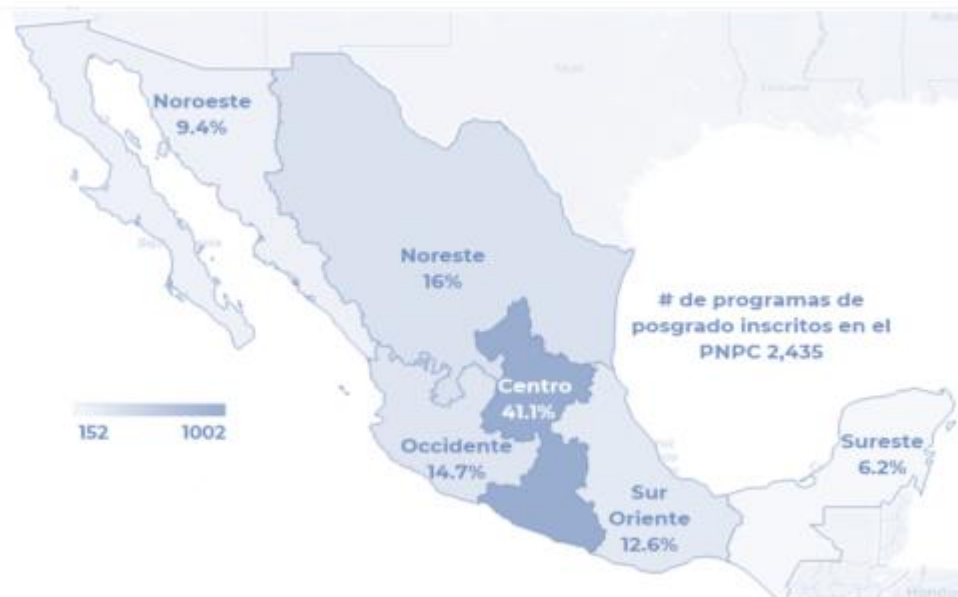 Noroeste
9.4%
Noreste
16%
# de programas de
posgrado inscritos en el
PNPC 2,435
Centro
41.1%
152 1002
Occidente
14.7%
Sureste
6.2%
Sur
Oriente
12.6%